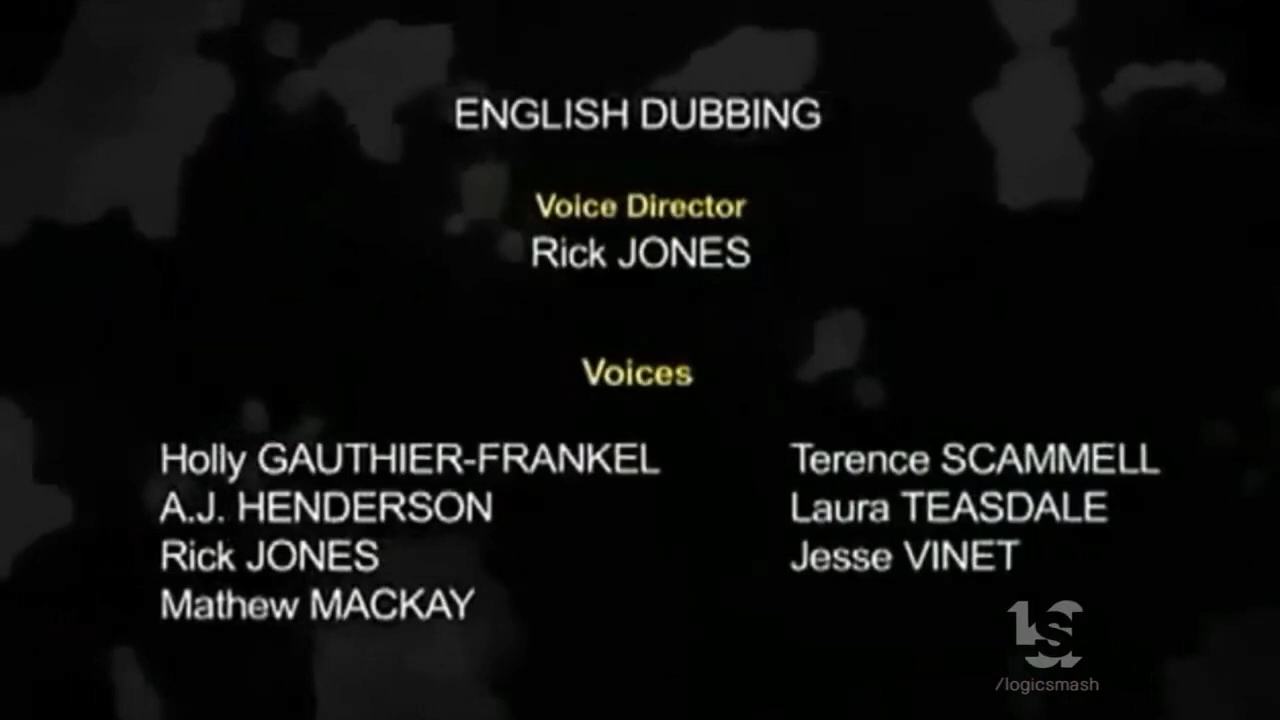 ENGLISH DUBBING
Voice Director
Rick JONES
Voices
Holly GAUTHIER-FRANKEL
A.J. HENDERSON
Rick JONES
Mathew MACKAY
Terence SCAMMELL
Laura TEASDALE
Jesse VINET
LS
/logicsmash